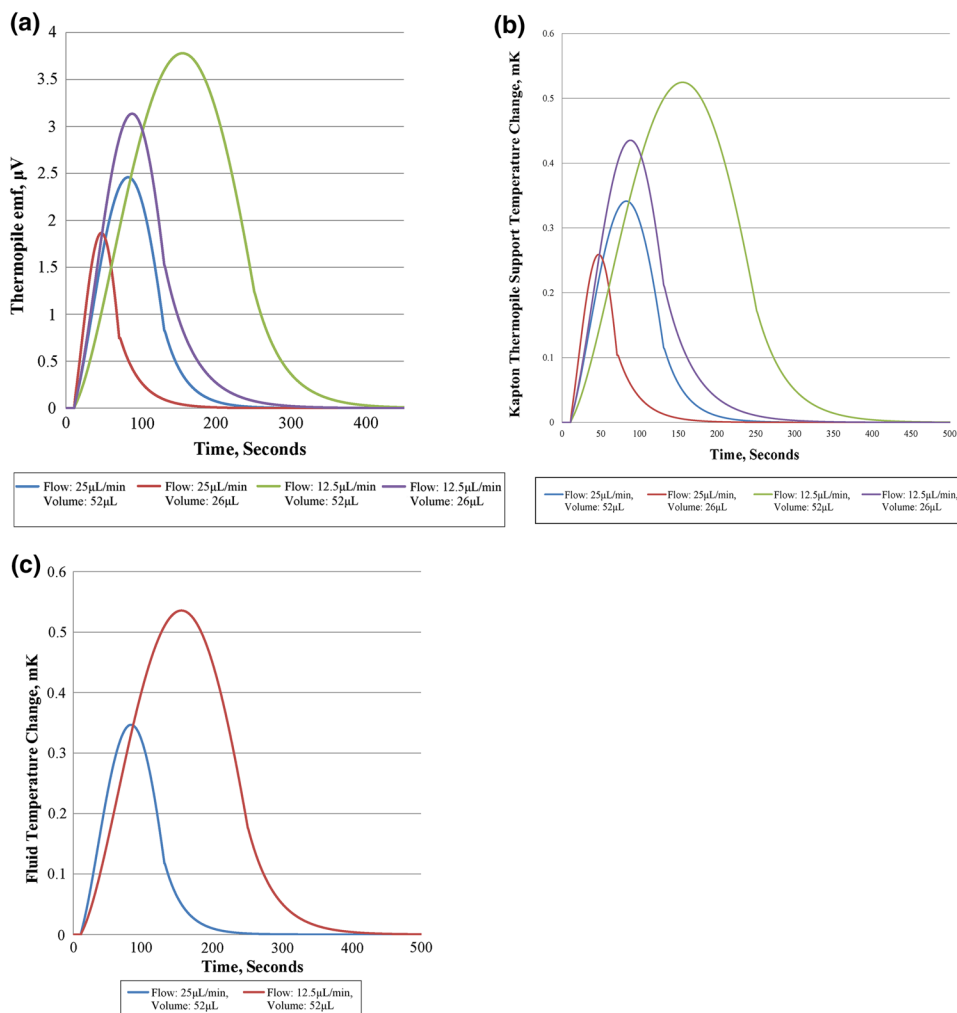 (a)
Thermopile emf, µV
4
3.5
3
2.5
2
1.5
1
0.5
0
0
100
200
300
400
Time, Seconds
Flow: 25µL/min
Volume: 52µL
Flow: 25µL/min
Volume: 26µL
Flow: 12.5µL/min
Volume: 52µL
Flow: 12.5µL/min
Volume: 26µL
(b)
Kapton Thermopile Support Temperature Change, mK
0.6
0.5
0.4
0.3
0.2
0.1
0
0
50
100
150
200
250
300
350
400
450
500
Time, Seconds
Flow: 25µL/min,
Volume: 52µL
Flow: 25µL/min,
Volume: 26µL
Flow: 12.5µL/min,
Volume: 52µL
Flow: 12.5µL/min,
Volume: 26µL
(c)
Fluid Temperature Change, mK
0.6
0.5
0.4
0.3
0.2
0.1
0
0
100
200
300
400
500
Time, Seconds
Flow: 25µL/min,
Volume: 52µL
Flow: 12.5µL/min,
Volume: 52µL